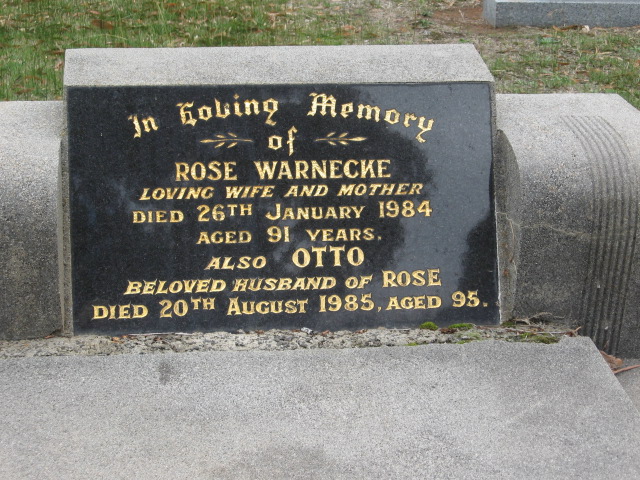 In Loving Memory
of
ROSE WARNECKE
LOVING WIFE AND MOTHER
DIED 26TH JANUARY 1984
AGED 91 YEARS.
ALSO OTTO
BELOVED HUSBAND OF ROSE
DIED 20TH AUGUST 1985, AGED 95.